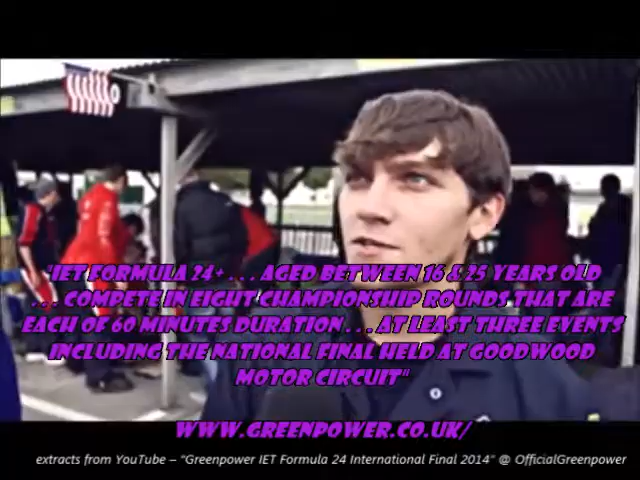 "IET FORMULA 24+ . . . AGED BETWEEN 16 & 25 YEARS OLD
. . . COMPETE IN EIGHT CHAMPIONSHIP ROUNDS THAT ARE
EACH OF 60 MINUTES DURATION . . . AT LEAST THREE EVENTS
INCLUDING THE NATIONAL FINAL HELD AT GOODWOOD
MOTOR CIRCUIT"
WWW.GREENPOWER.CO.UK/
extracts from YouTube – "Greenpower IET Formula 24 International Final 2014" @ OfficialGreenpower